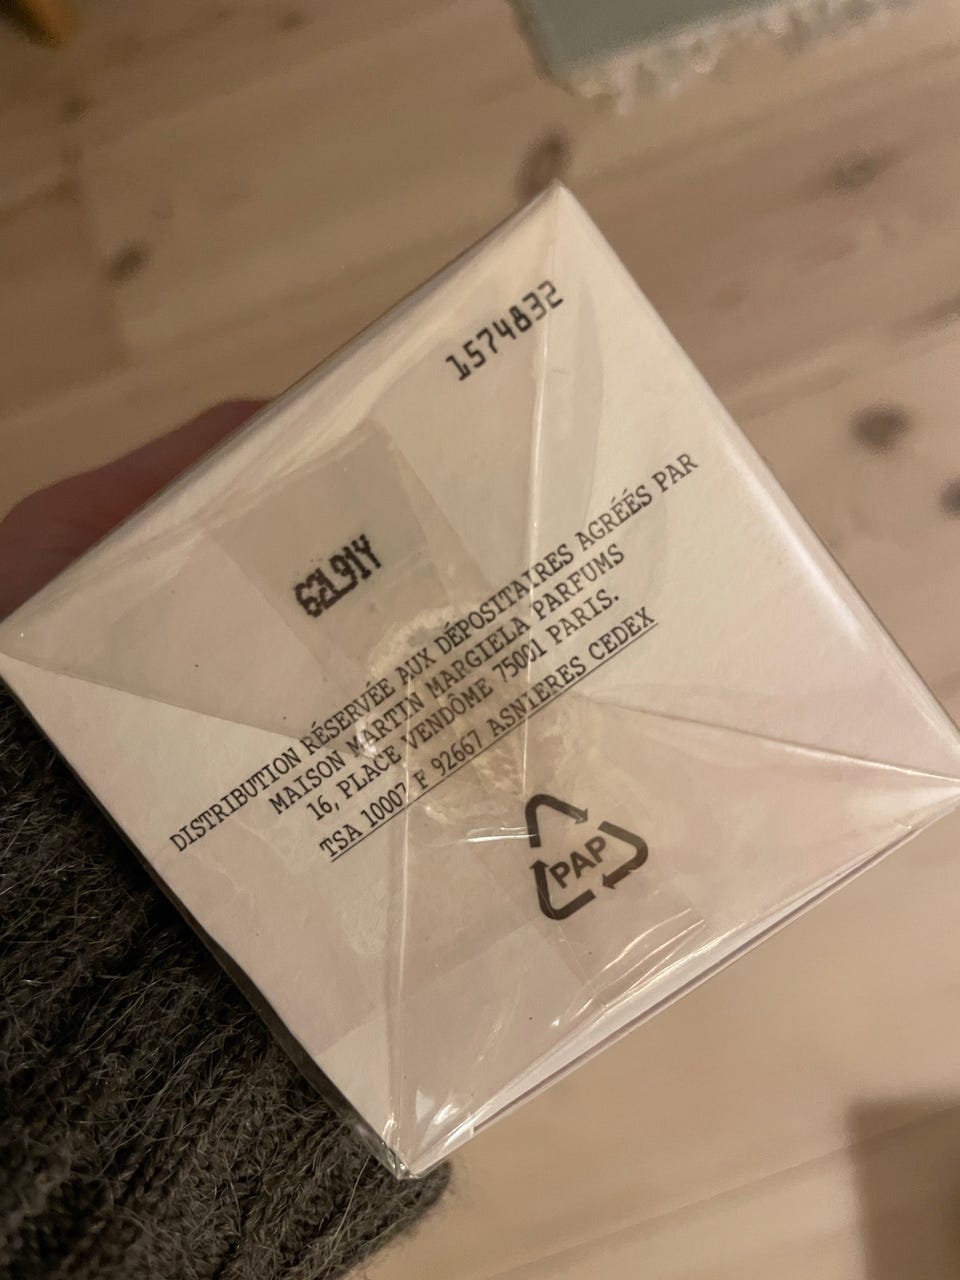 1574832
62L91Y
DISTRIBUTION RÉSERVÉE AUX DÉPOSITAIRES AGRÉÉS PAR
MAISON MARTIN MARGIELA PARFUMS
16, PLACE VENDÔME 75001 PARIS.
TSA 10007 F 92667 ASNIERES CEDEX
PAP